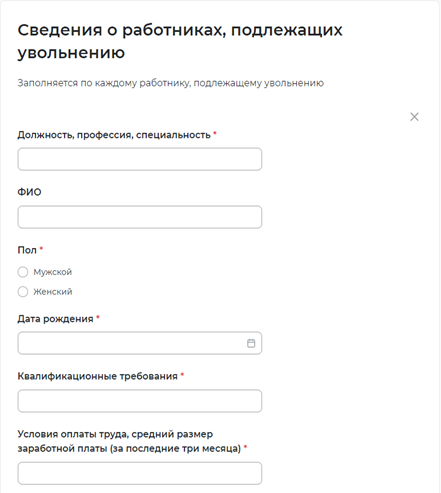 Сведения о работниках, подлежащих
увольнению
Заполняется по каждому работнику, подлежащему увольнению
Должность, профессия, специальность *
ФИО
Пол *
Мужской
Женский
Дата рождения *
Квалификационные требования *
Условия оплаты труда, средний размер
заработной платы (за последние три месяца) *